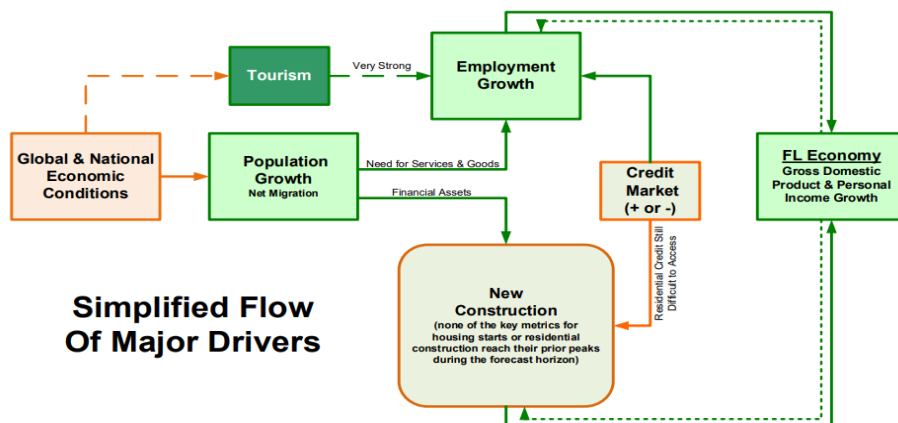 Tourism
Very Strong
Employment
Growth
Global & National
Economic
Conditions
Population
Growth
Net Migration
Need for Services & Goods
Financial Assets
Credit
Market
(+ or -)
FL Economy
Gross Domestic
Product & Personal
Income Growth
Residential Credit Still
Difficult to Access
New
Construction
(none of the key metrics for
housing starts or residential
construction reach their prior peaks
during the forecast horizon)
Simplified Flow
Of Major Drivers